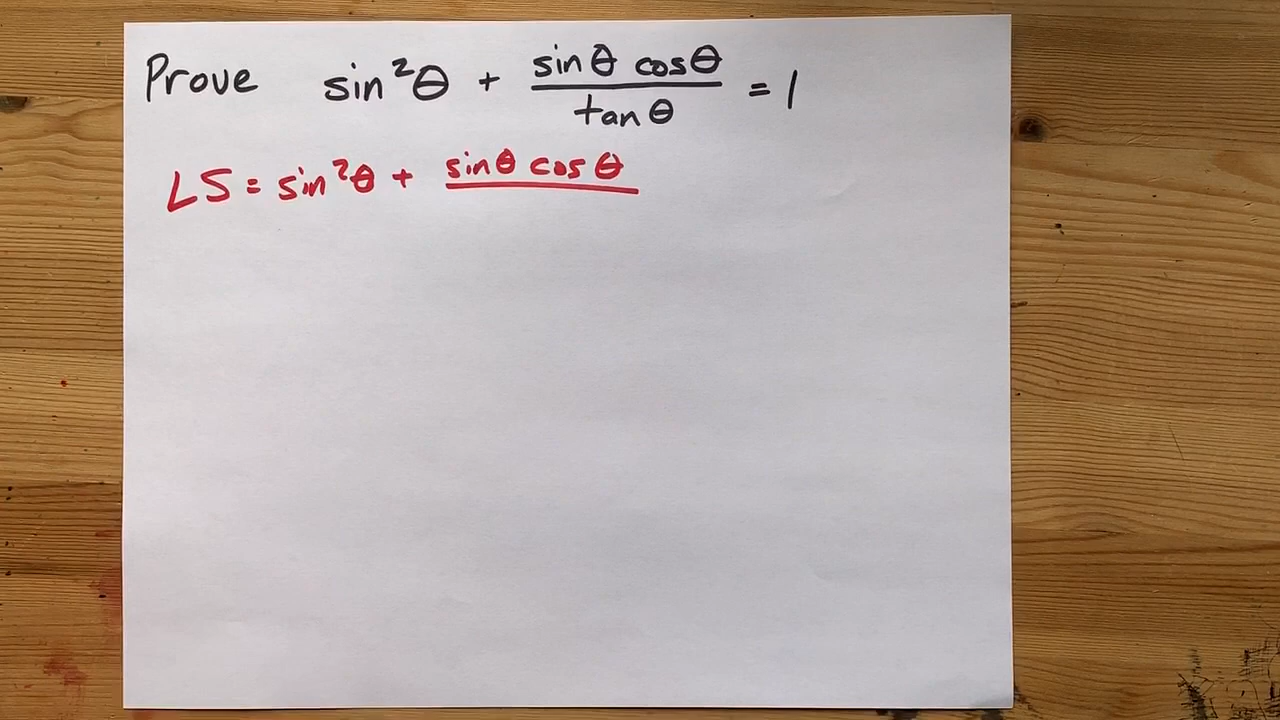 Prove sin²θ + sinθ cosθ / tanθ = 1
LS = sin²θ + sinθ cosθ